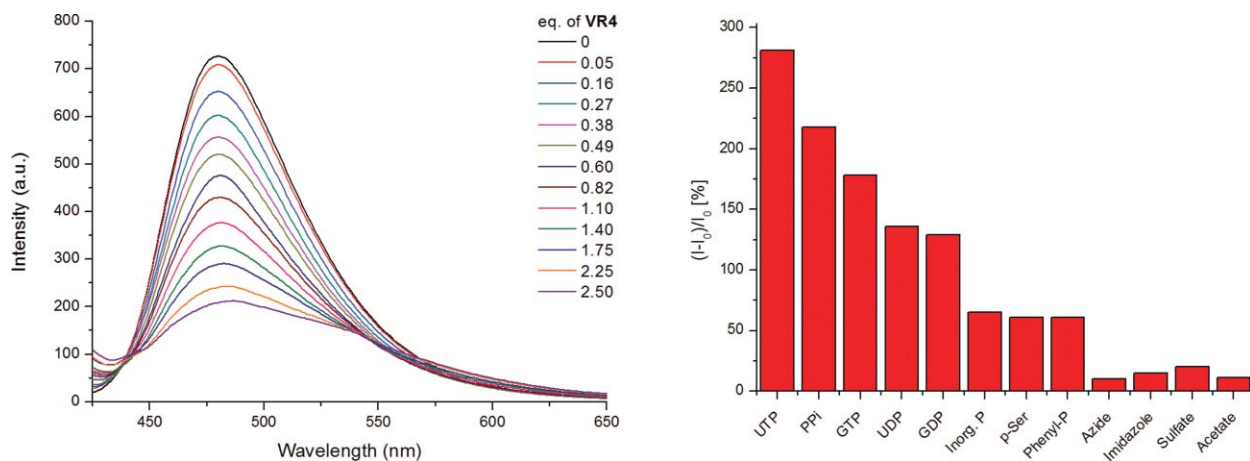 800
700
600
500
400
300
200
100
0
Intensity (a.u.)
450
500
550
600
650
Wavelength (nm)
eq. of VR4
0
0.05
0.16
0.27
0.38
0.49
0.60
0.82
1.10
1.40
1.75
2.25
2.50
300
250
200
150
100
50
0
(I-I₀)/I₀ [%]
UTP
PPi
GTP
UDP
GDP
Inorg. P
p-Ser
Phenyl-P
Azide
Imidazole
Sulfate
Acetate